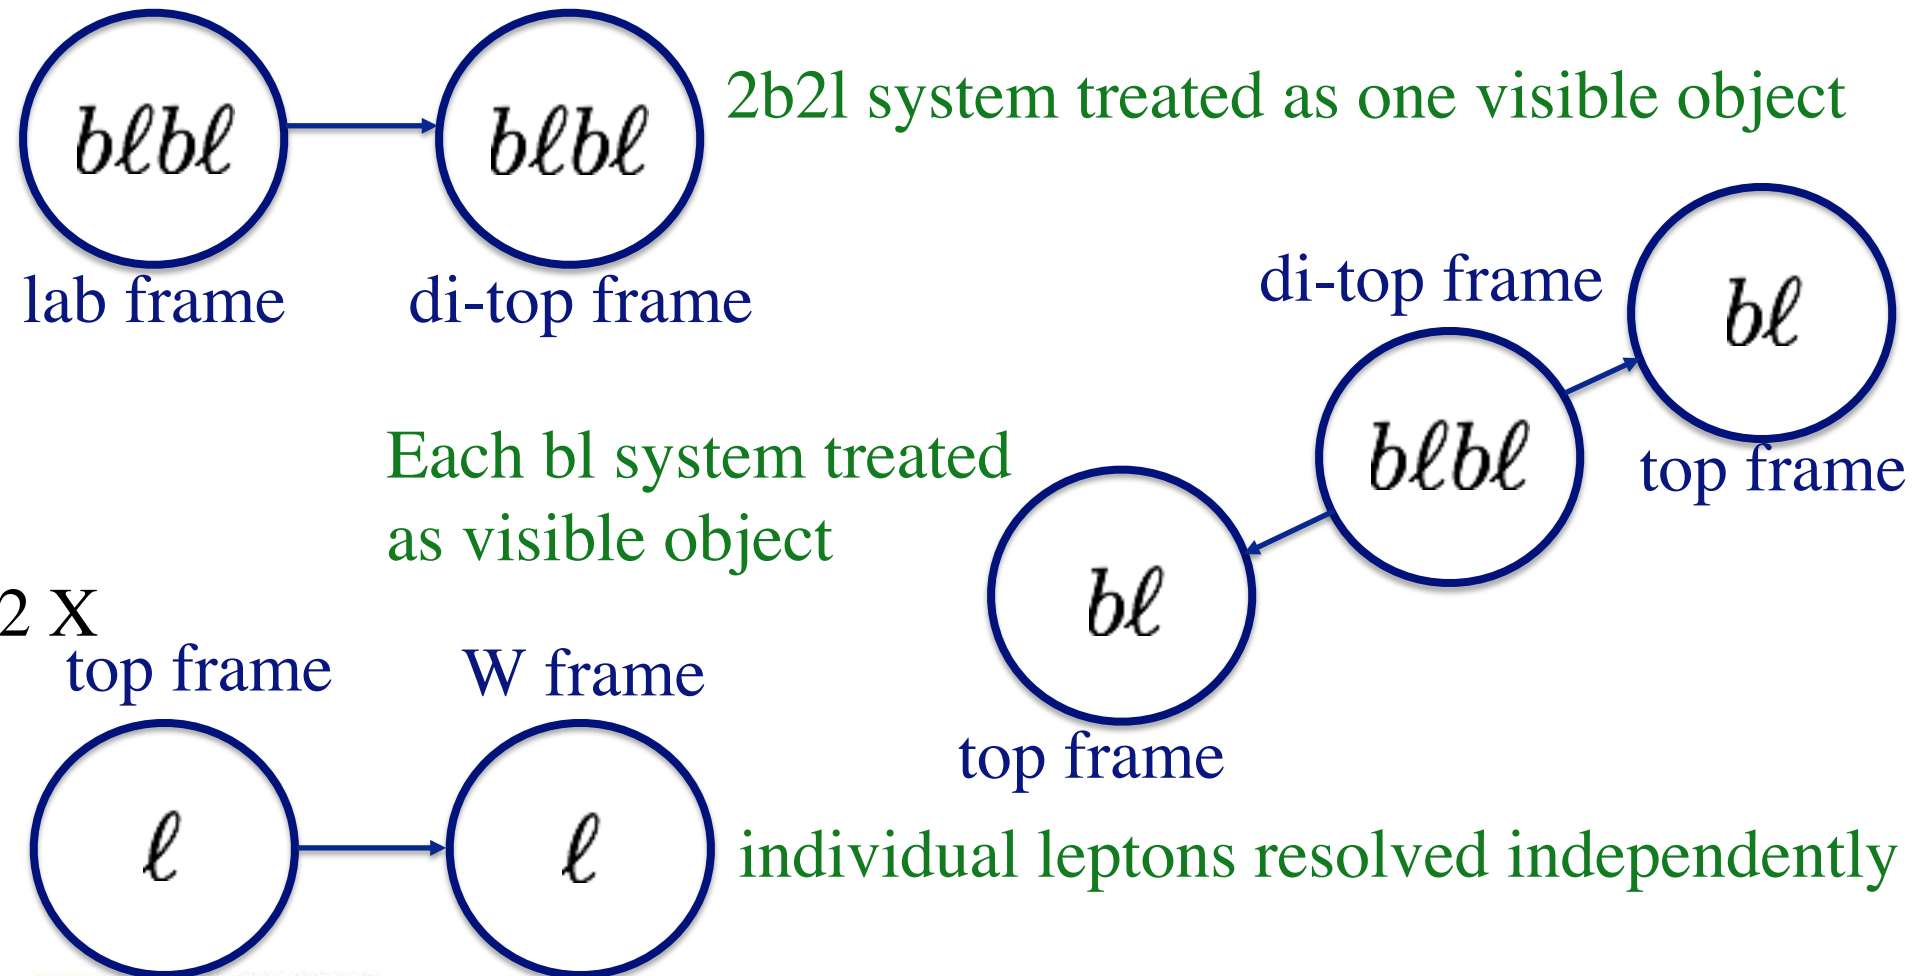 bℓbℓ
bℓbℓ
2b2l system treated as one visible object
lab frame
di-top frame
di-top frame
bℓ
bℓbℓ
top frame
Each bl system treated
as visible object
bℓ
top frame
2 X
top frame
W frame
ℓ
ℓ
individual leptons resolved independently